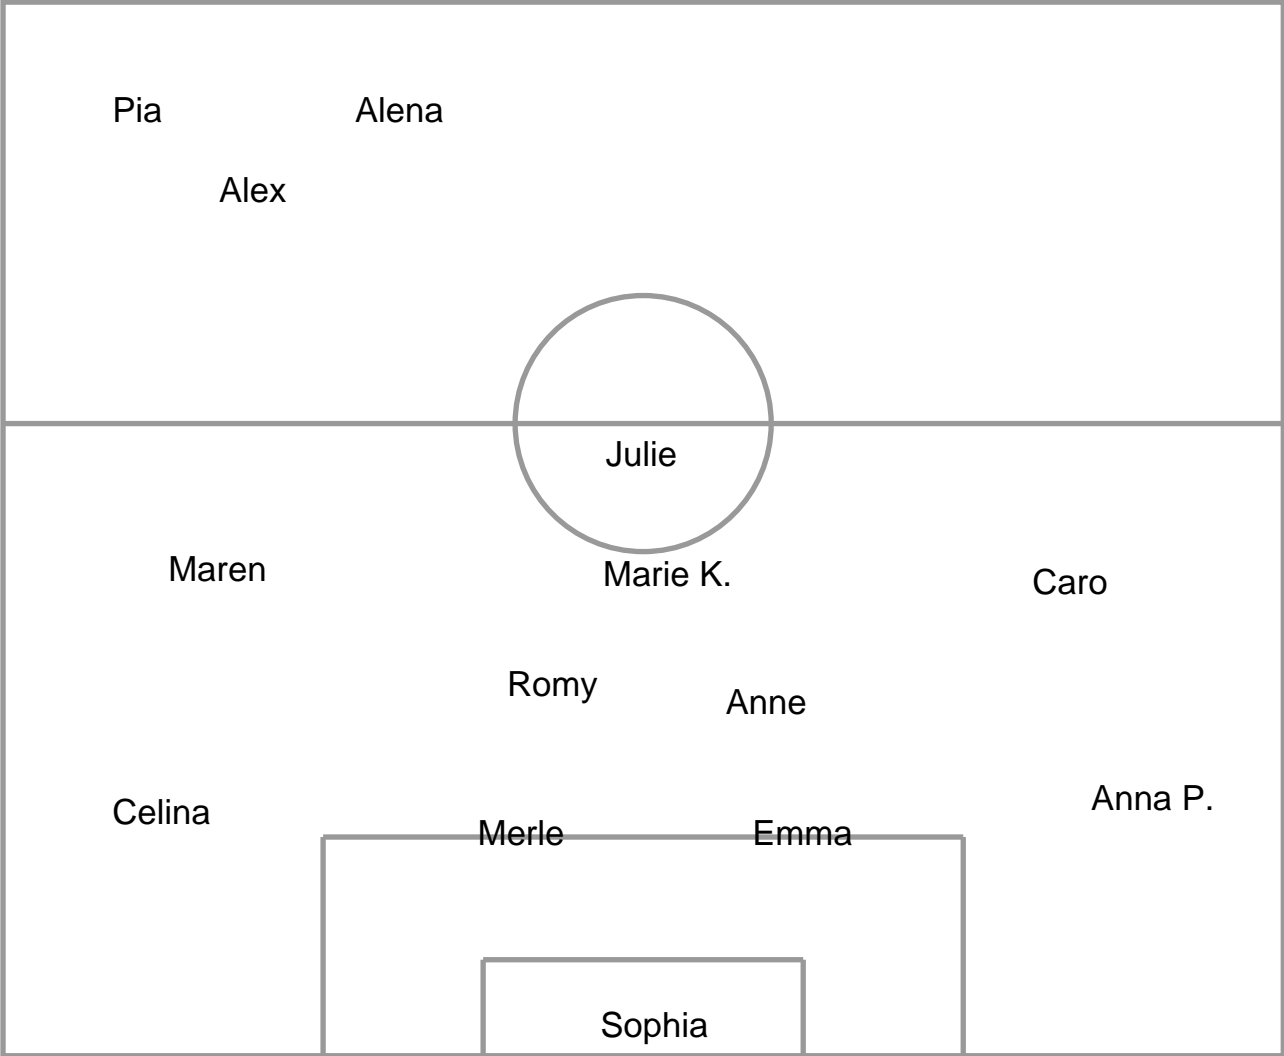 Pia
Alena
Alex
Julie
Maren
Marie K.
Caro
Romy
Anne
Celina
Anna P.
Merle
Emma
Sophia